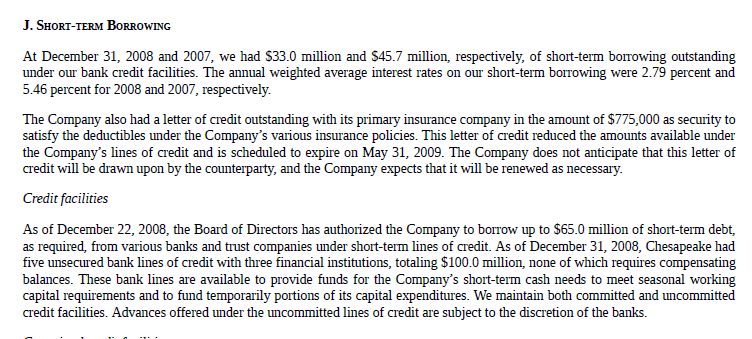 J. SHORT-TERM BORROWING
At December 31, 2008 and 2007, we had $33.0 million and $45.7 million, respectively, of short-term borrowing outstanding
under our bank credit facilities. The annual weighted average interest rates on our short-term borrowing were 2.79 percent and
5.46 percent for 2008 and 2007, respectively.
The Company also had a letter of credit outstanding with its primary insurance company in the amount of $775,000 as security to
satisfy the deductibles under the Company’s various insurance policies. This letter of credit reduced the amounts available under
the Company’s lines of credit and is scheduled to expire on May 31, 2009. The Company does not anticipate that this letter of
credit will be drawn upon by the counterparty, and the Company expects that it will be renewed as necessary.
Credit facilities
As of December 22, 2008, the Board of Directors has authorized the Company to borrow up to $65.0 million of short-term debt,
as required, from various banks and trust companies under short-term lines of credit. As of December 31, 2008, Chesapeake had
five unsecured bank lines of credit with three financial institutions, totaling $100.0 million, none of which requires compensating
balances. These bank lines are available to provide funds for the Company’s short-term cash needs to meet seasonal working
capital requirements and to fund temporarily portions of its capital expenditures. We maintain both committed and uncommitted
credit facilities. Advances offered under the uncommitted lines of credit are subject to the discretion of the banks.